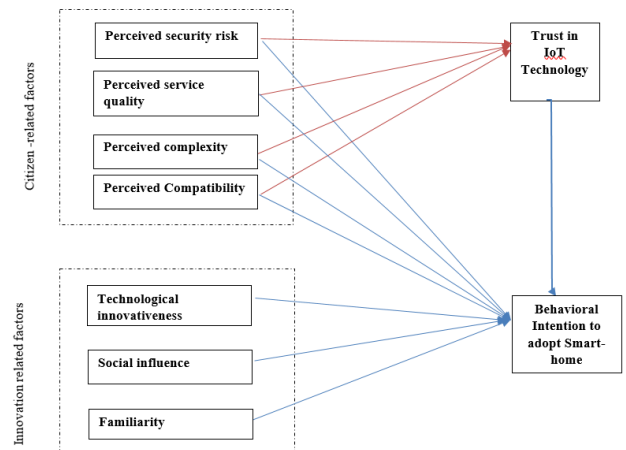 Citizen -related factors
Perceived security risk
Perceived service
quality
Perceived complexity
Perceived Compatibility
Trust in
IoT
Technology
Innovation related factors
Technological
innovativeness
Social influence
Familiarity
Behavioral
Intention to
adopt Smart-
home